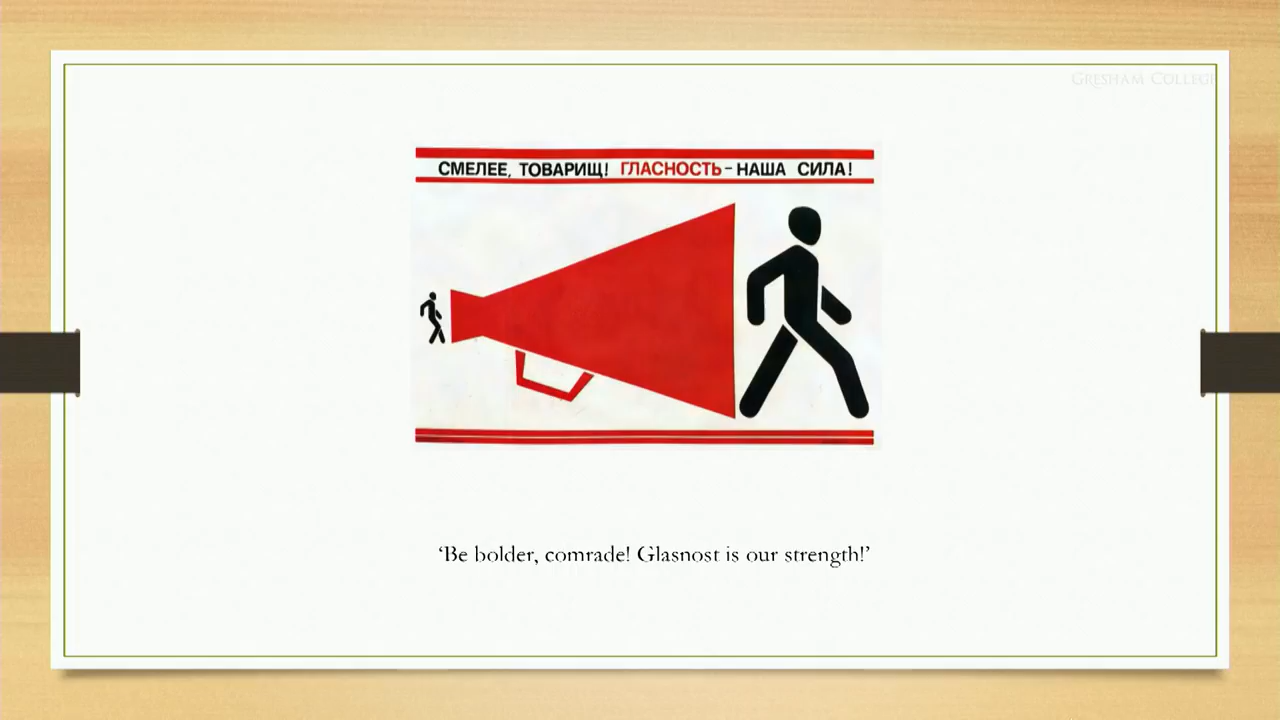 GRESHAM COLLEGE
СМЕЛЕЕ, ТОВАРИЩ! ГЛАСНОСТЬ – НАША СИЛА!
‘Be bolder, comrade! Glasnost is our strength!’